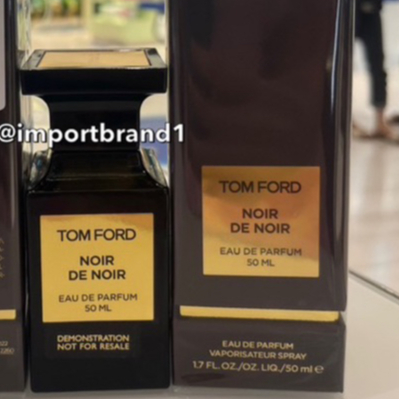 @importbrand1
TOM FORD
NOIR
DE NOIR
EAU DE PARFUM
50 ML
DEMONSTRATION
NOT FOR RESALE
TOM FORD
NOIR
DE NOIR
EAU DE PARFUM
50 ML
EAU DE PARFUM
VAPORISATEUR SPRAY
1.7 FL. OZ./OZ. LIQ./50 ml e